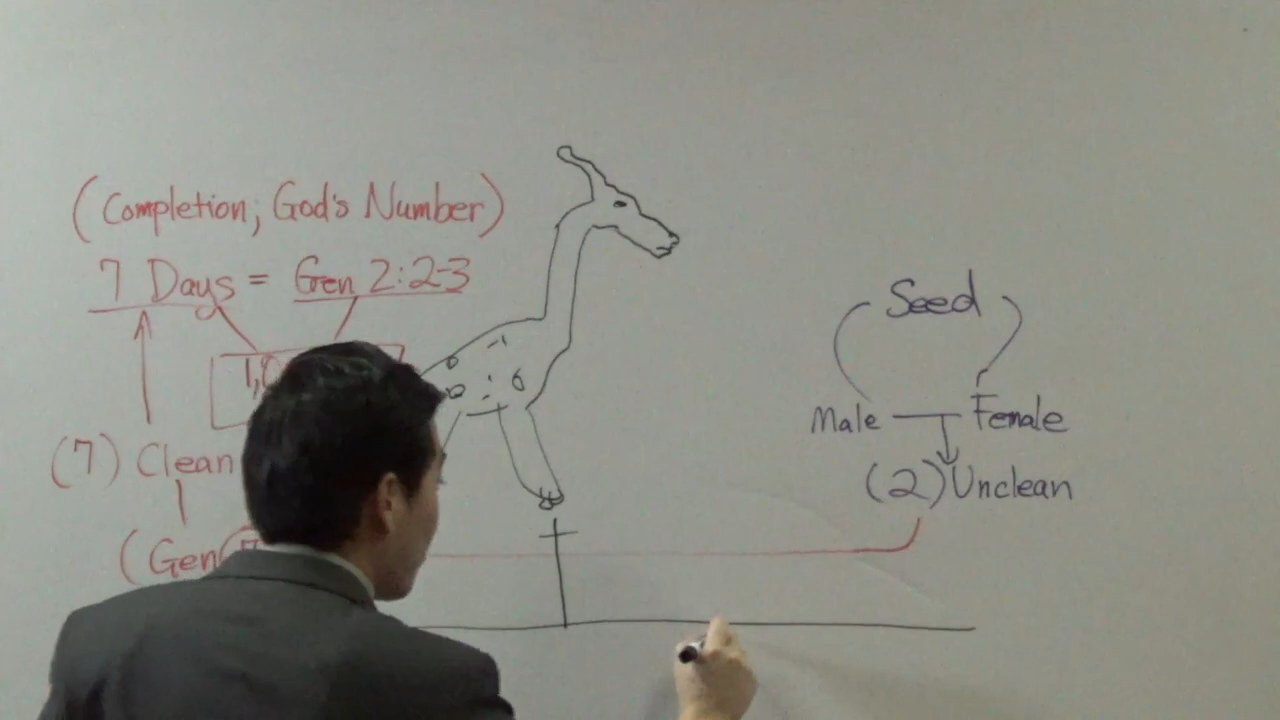 (Completion, God's Number)
7 Days = Gen 2:2-3
(7) Clean
(Gen
Seed
Male Female
(2) Unclean